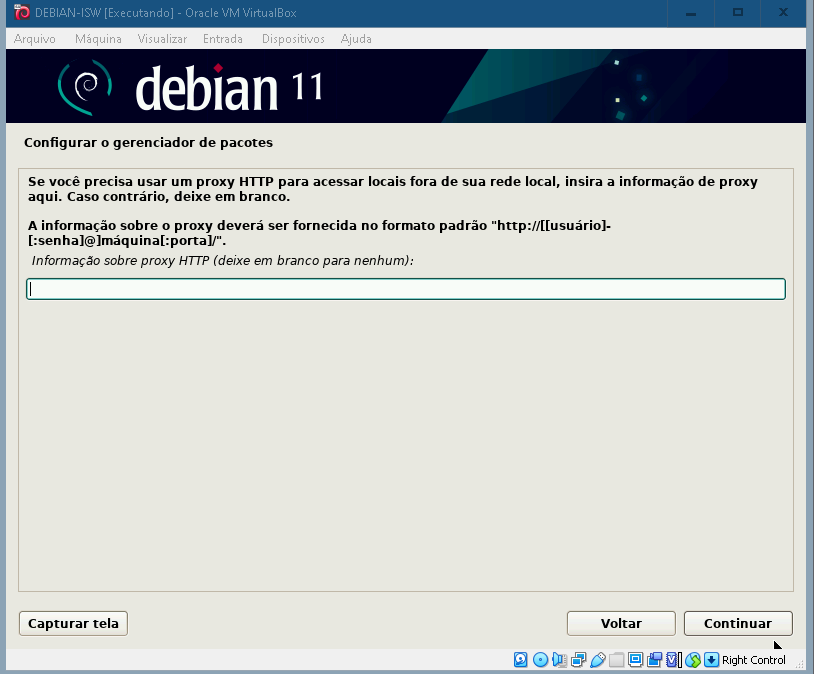 DEBIAN-ISW [Executando] - Oracle VM VirtualBox
Arquivo Máquina Visualizar Entrada Dispositivos Ajuda
debian 11
Configurar o gerenciador de pacotes
Se você precisa usar um proxy HTTP para acessar locais fora de sua rede local, insira a informação de proxy
aqui. Caso contrário, deixe em branco.
A informação sobre o proxy deverá ser fornecida no formato padrão "http://[[usuário]-
[:senha]@]máquina[:porta]/".
Informação sobre proxy HTTP (deixe em branco para nenhum):
Capturar tela Voltar Continuar
Right Control